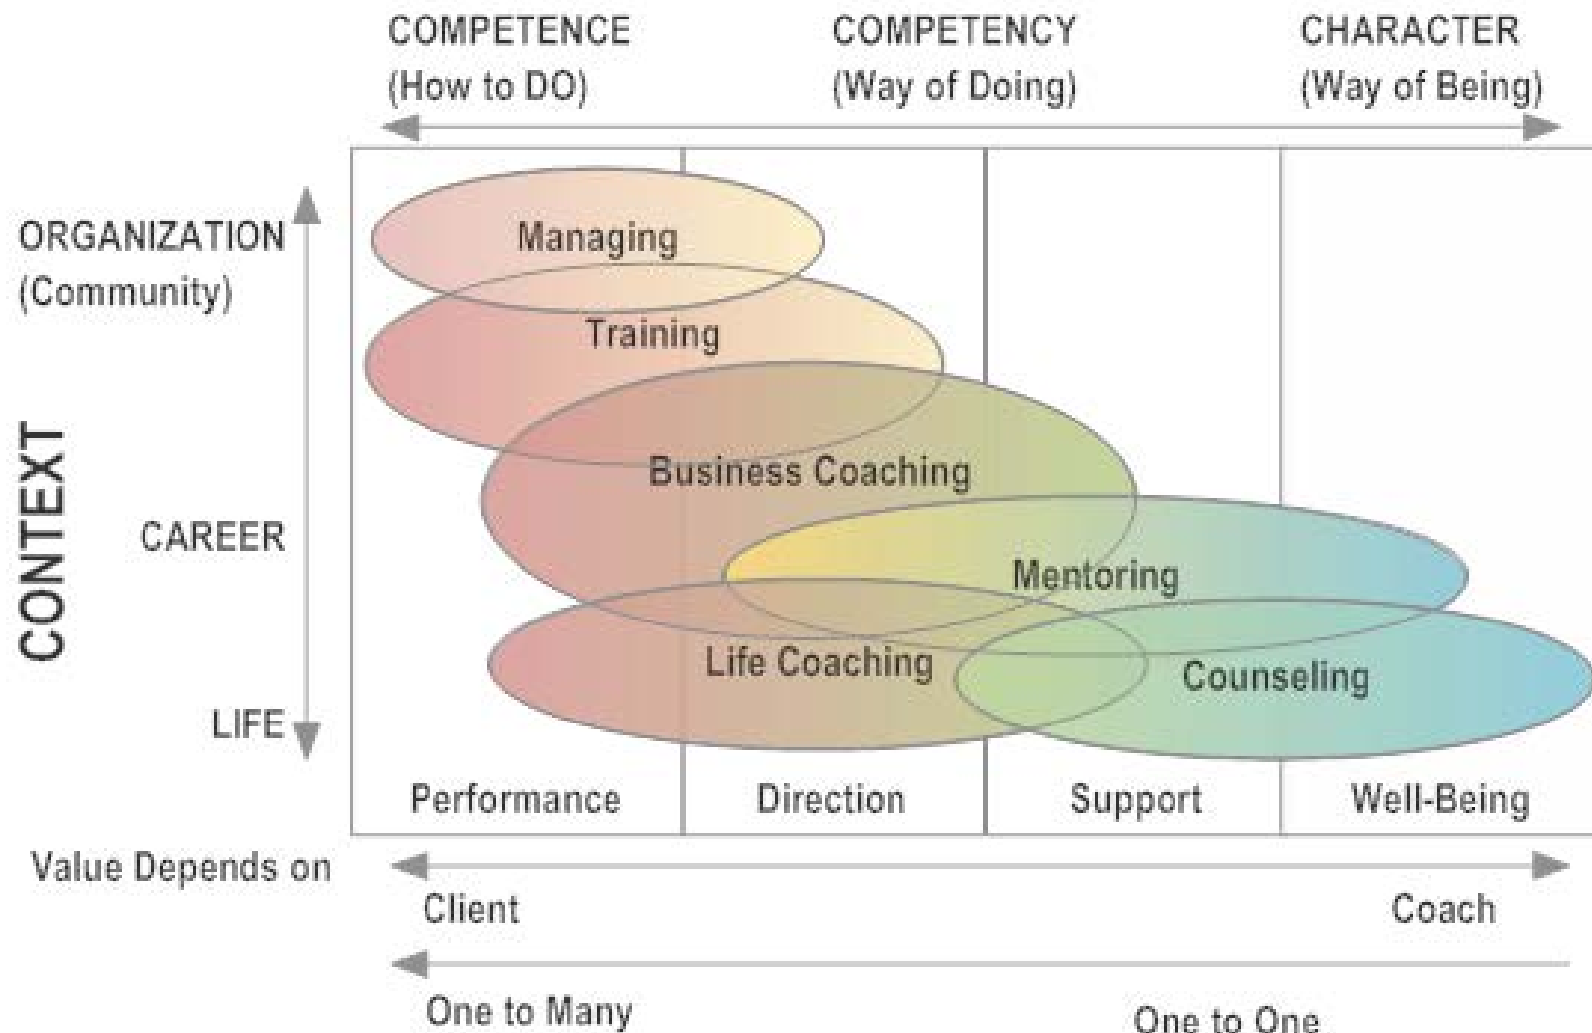 COMPETENCE
(How to DO)
COMPETENCY
(Way of Doing)
CHARACTER
(Way of Being)
ORGANIZATION
(Community)
CONTEXT
CAREER
LIFE
Managing
Training
Business Coaching
Mentoring
Life Coaching
Counseling
Performance
Direction
Support
Well-Being
Value Depends on
Client
Coach
One to Many
One to One